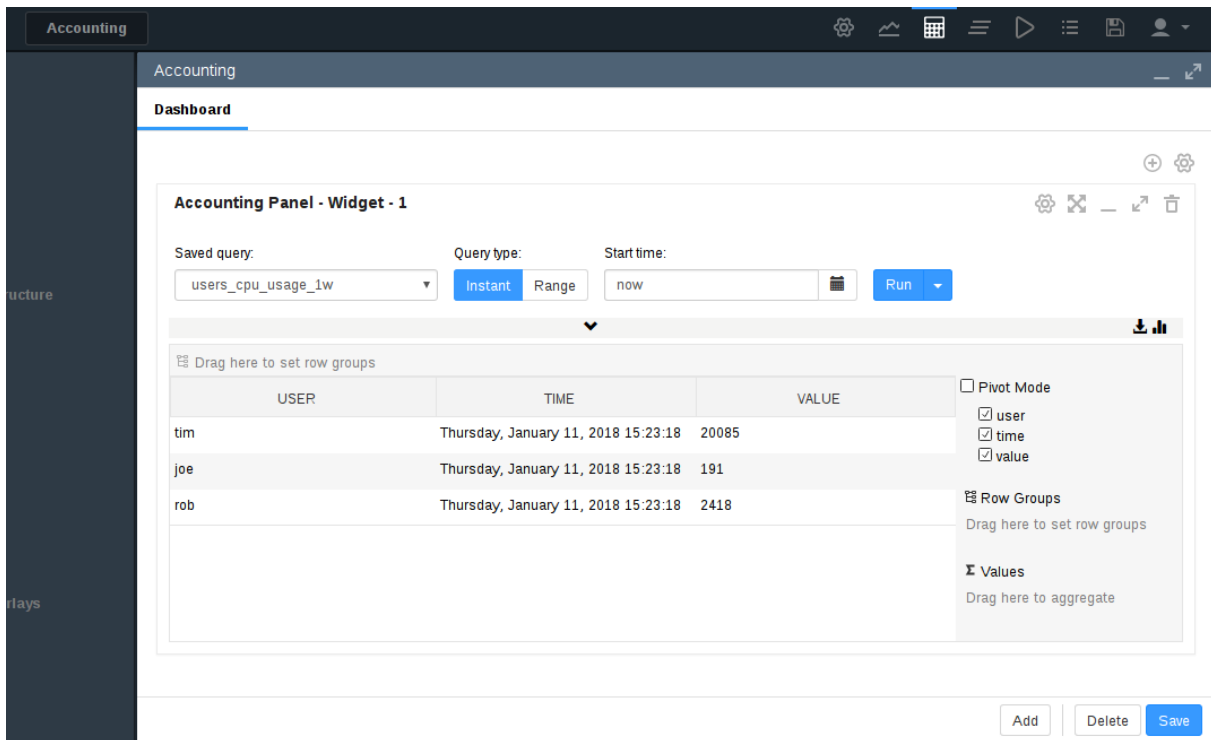 Accounting
Accounting
Dashboard
Accounting Panel - Widget - 1
Saved query: Query type: Start time:
users_cpu_usage_1w Instant Range now Run
Drag here to set row groups
USER TIME VALUE
tim Thursday, January 11, 2018 15:23:18 20085
joe Thursday, January 11, 2018 15:23:18 191
rob Thursday, January 11, 2018 15:23:18 2418
Pivot Mode
user
time
value
Row Groups
Drag here to set row groups
Σ Values
Drag here to aggregate
ructure
rlays
Add Delete Save